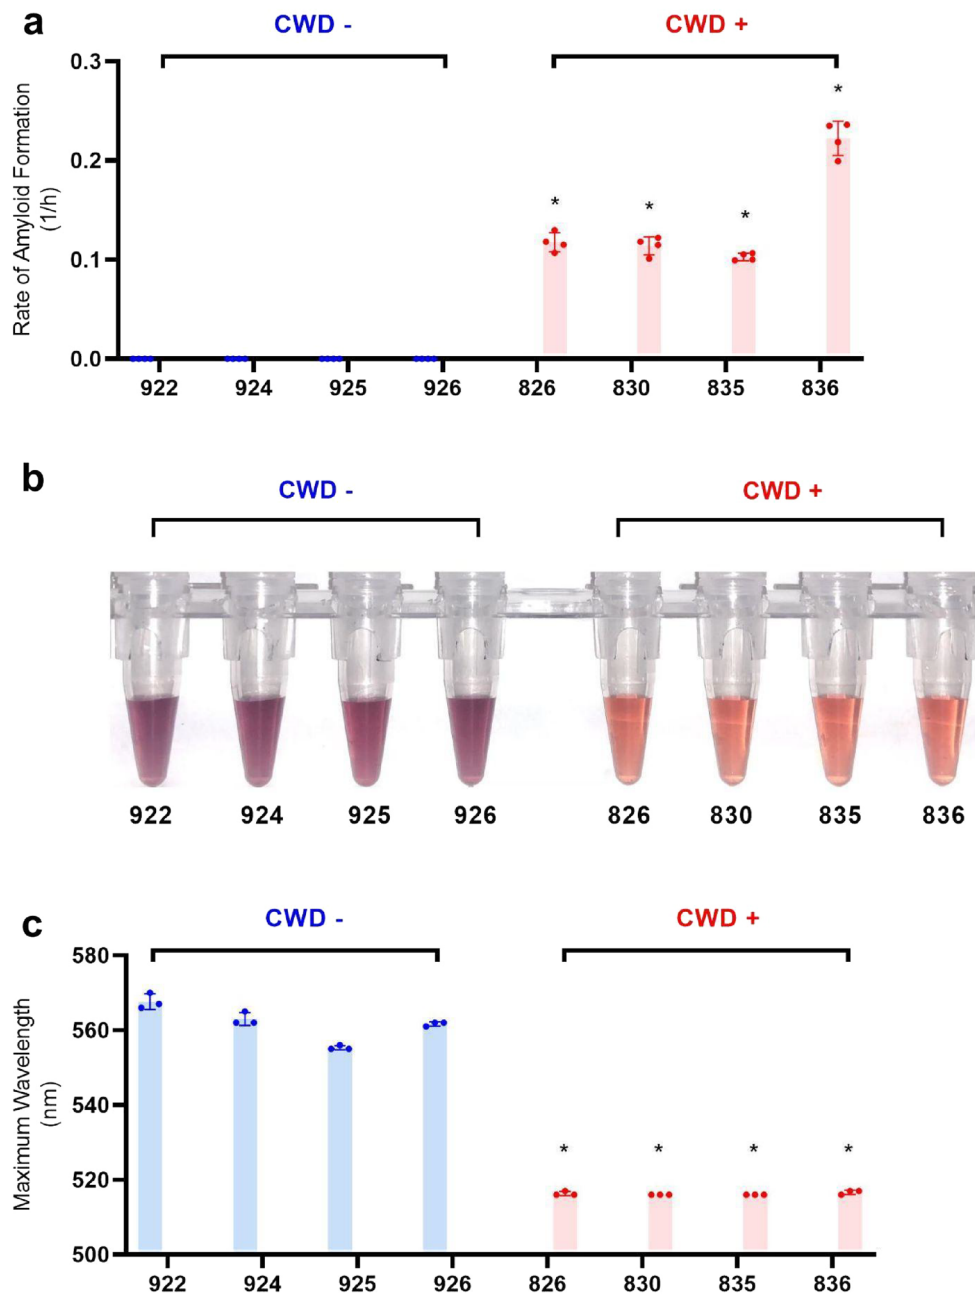 a
CWD -
CWD +
Rate of Amyloid Formation
(1/h)
0.3
0.2
0.1
0.0
*
*
*
*
922 924 925 926 826 830 835 836
b
CWD -
CWD +
922 924 925 926 826 830 835 836
c
CWD -
CWD +
Maximum Wavelength
(nm)
580
560
540
520
500
* * * *
922 924 925 926 826 830 835 836